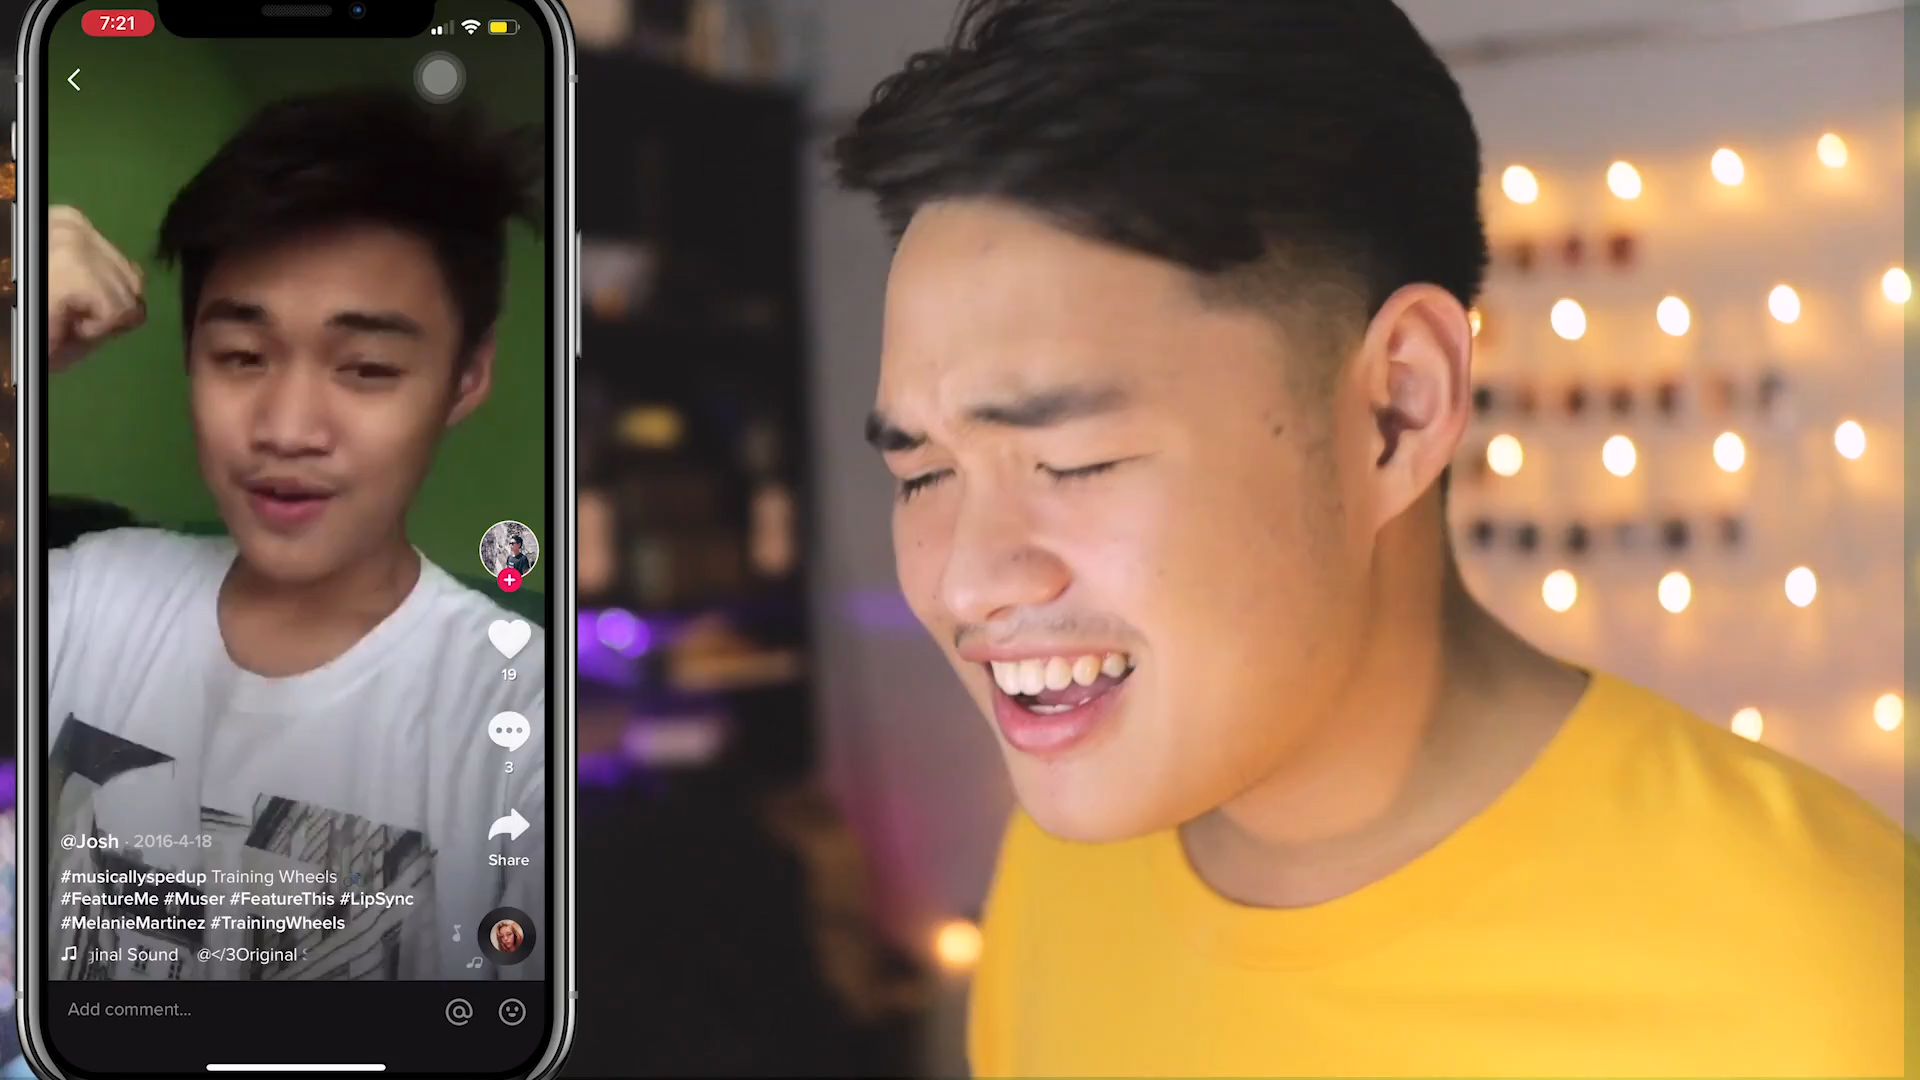 7:21
19
3
Share
@Josh · 2016-4-18
#musicallyspedup Training Wheels
#FeatureMe #Muser #FeatureThis #LipSync
#MelanieMartinez #TrainingWheels
ginal Sound @</3Original
Add comment...